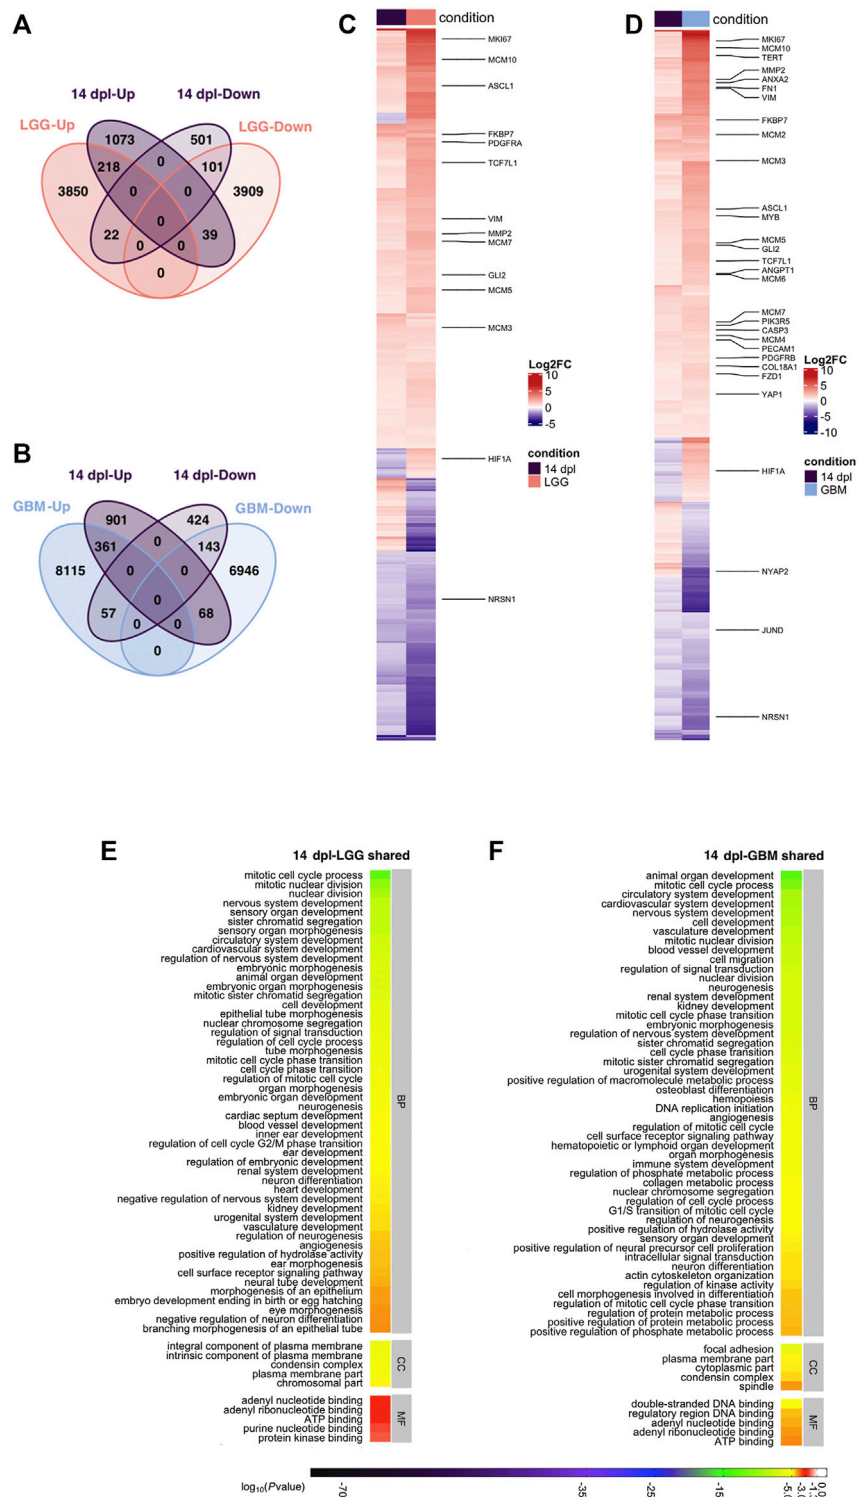 A
14 dpl-Up
14 dpl-Down
LGG-Up
LGG-Down
1073
501
218
0
101
3850
0
0
3909
0
22
0
0
39
0
B
14 dpl-Up
14 dpl-Down
GBM-Up
GBM-Down
901
424
361
0
143
8115
0
0
6946
0
57
0
0
68
0
C
condition
MKI67
MCM10
ASCL1
FKBP7
PDGFRA
TCF7L1
VIM
MMP2
MCM7
GLI2
MCM5
MCM3
HIF1A
NRSN1
Log2FC
10
5
0
-5
condition
14 dpl
LGG
D
condition
MKI67
MCM10
TERT
MMP2
ANXA2
FN1
VIM
FKBP7
MCM2
MCM3
ASCL1
MYB
MCM5
GLI2
TCF7L1
ANGPT1
MCM6
MCM7
PIK3R5
CASP3
MCM4
PECAM1
PDGFRB
COL18A1
FZD1
YAP1
HIF1A
NYAP2
JUND
NRSN1
Log2FC
10
5
0
-5
-10
condition
14 dpl
GBM
E
14 dpl-LGG shared
mitotic cell cycle process
mitotic nuclear division
nuclear division
nervous system development
sensory organ development
sister chromatid segregation
sensory organ morphogenesis
circulatory system development
cardiovascular system development
regulation of nervous system development
embryonic morphogenesis
animal organ development
embryonic organ morphogenesis
mitotic sister chromatid segregation
cell development
epithelial tube morphogenesis
nuclear chromosome segregation
regulation of signal transduction
regulation of cell cycle process
tube morphogenesis
mitotic cell cycle phase transition
cell cycle phase transition
regulation of mitotic cell cycle
organ morphogenesis
embryonic organ development
neurogenesis
cardiac septum development
blood vessel development
inner ear development
regulation of cell cycle G2/M phase transition
ear development
regulation of embryonic development
renal system development
neuron differentiation
heart development
negative regulation of nervous system development
kidney development
urogenital system development
vasculature development
regulation of neurogenesis
angiogenesis
positive regulation of hydrolase activity
ear morphogenesis
cell surface receptor signaling pathway
neural tube development
morphogenesis of an epithelium
embryo development ending in birth or egg hatching
eye morphogenesis
negative regulation of neuron differentiation
branching morphogenesis of an epithelial tube
BP
integral component of plasma membrane
intrinsic component of plasma membrane
condensin complex
plasma membrane part
chromosomal part
CC
adenyl nucleotide binding
adenyl ribonucleotide binding
ATP binding
purine nucleotide binding
protein kinase binding
MF
F
14 dpl-GBM shared
animal organ development
mitotic cell cycle process
circulatory system development
cardiovascular system development
nervous system development
cell development
vasculature development
mitotic nuclear division
blood vessel development
cell migration
regulation of signal transduction
nuclear division
neurogenesis
renal system development
kidney development
mitotic cell cycle phase transition
embryonic morphogenesis
regulation of nervous system development
sister chromatid segregation
cell cycle phase transition
mitotic sister chromatid segregation
urogenital system development
positive regulation of macromolecule metabolic process
osteoblast differentiation
hemopoiesis
DNA replication initiation
angiogenesis
regulation of mitotic cell cycle
cell surface receptor signaling pathway
hematopoietic or lymphoid organ development
organ morphogenesis
immune system development
regulation of phosphate metabolic process
collagen metabolic process
nuclear chromosome segregation
regulation of cell cycle process
G1/S transition of mitotic cell cycle
regulation of neurogenesis
positive regulation of hydrolase activity
sensory organ development
positive regulation of neural precursor cell proliferation
intracellular signal transduction
neuron differentiation
actin cytoskeleton organization
regulation of kinase activity
cell morphogenesis involved in differentiation
regulation of mitotic cell cycle phase transition
regulation of protein metabolic process
positive regulation of protein metabolic process
positive regulation of phosphate metabolic process
BP
focal adhesion
plasma membrane part
cytoplasmic part
condensin complex
spindle
CC
double-stranded DNA binding
regulatory region DNA binding
adenyl nucleotide binding
adenyl ribonucleotide binding
ATP binding
MF
log10(Pvalue)
-70
-35
-25
-15
-5.0
-3.0
0.0